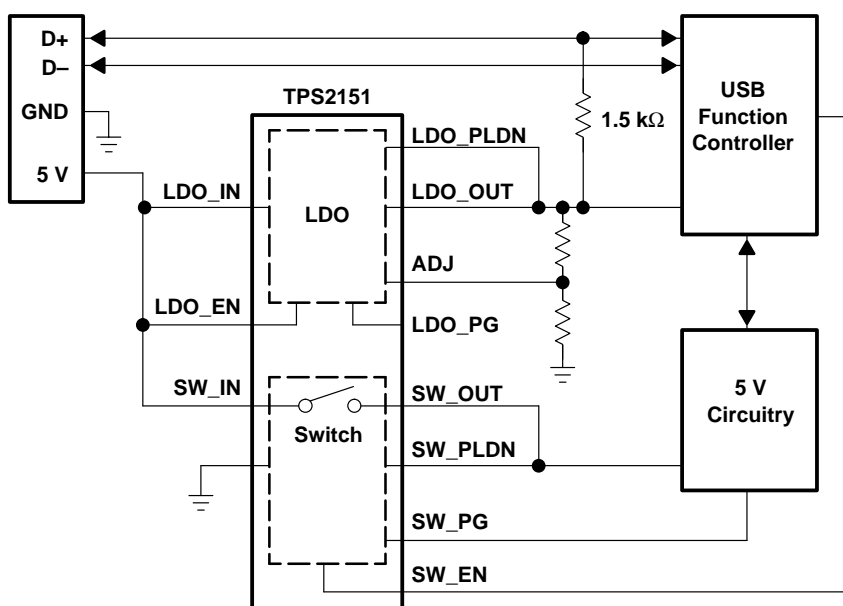 D+
D–
GND
5 V
TPS2151
LDO_IN
LDO_EN
SW_IN
LDO
Switch
LDO_PLDN
LDO_OUT
ADJ
LDO_PG
SW_OUT
SW_PLDN
SW_PG
SW_EN
1.5 kΩ
USB
Function
Controller
5 V
Circuitry